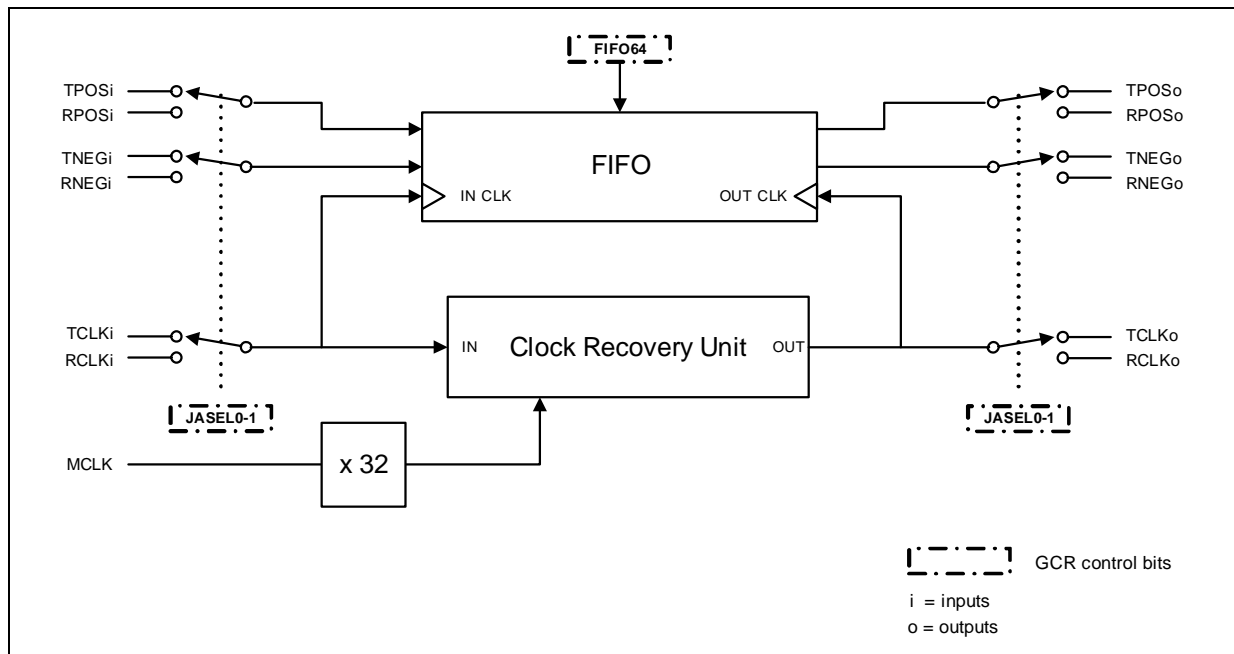 FIFO64
TPOSi
RPOSi
TNEGi
RNEGi
FIFO
IN CLK
OUT CLK
TPOSo
RPOSo
TNEGo
RNEGo
TCLKi
RCLKi
IN
Clock Recovery Unit
OUT
TCLKo
RCLKo
JASEL0-1
JASEL0-1
MCLK
x 32
GCR control bits
i = inputs
o = outputs